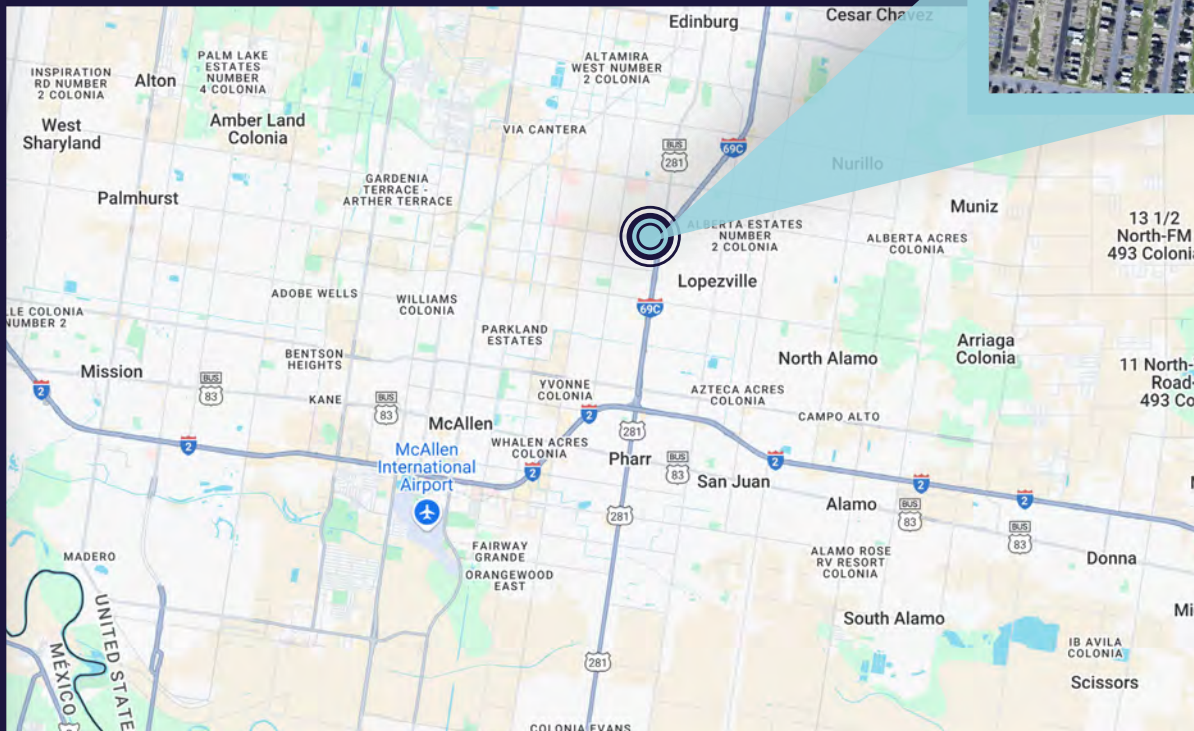 Edinburg
Cesar Chavez
PALM LAKE
ESTATES
NUMBER
4 COLONIA
ALTAMIRA
WEST NUMBER
2 COLONIA
INSPIRATION
RD NUMBER
2 COLONIA
Alton
West
Sharyland
Amber Land
Colonia
VIA CANTERA
BUS
281
69C
Nurillo
GARDENIA
TERRACE -
ARTHER TERRACE
Palmhurst
Muniz
13 1/2
North-FM
493 Colonia
ALBERTA ESTATES
NUMBER
2 COLONIA
ALBERTA ACRES
COLONIA
Lopezville
ADOBE WELLS
WILLIAMS
COLONIA
69C
LLE COLONIA
NUMBER 2
PARKLAND
ESTATES
Arriaga
Colonia
BENTSON
HEIGHTS
North Alamo
11 North-
Road-
493 Co
Mission
2
BUS
83
KANE
BUS
83
YVONNE
COLONIA
AZTECA ACRES
COLONIA
2
CAMPO ALTO
McAllen
281
2
WHALEN ACRES
COLONIA
McAllen
International
Airport
2
Pharr
BUS
83
2
San Juan
2
2
Alamo
BUS
83
281
BUS
83
MADERO
FAIRWAY
GRANDE
ORANGEWOOD
EAST
ALAMO ROSE
RV RESORT
COLONIA
Donna
UNITED STATE
MÉXICO
South Alamo
Mi
IB AVILA
COLONIA
281
Scissors
COLONIA EVANS